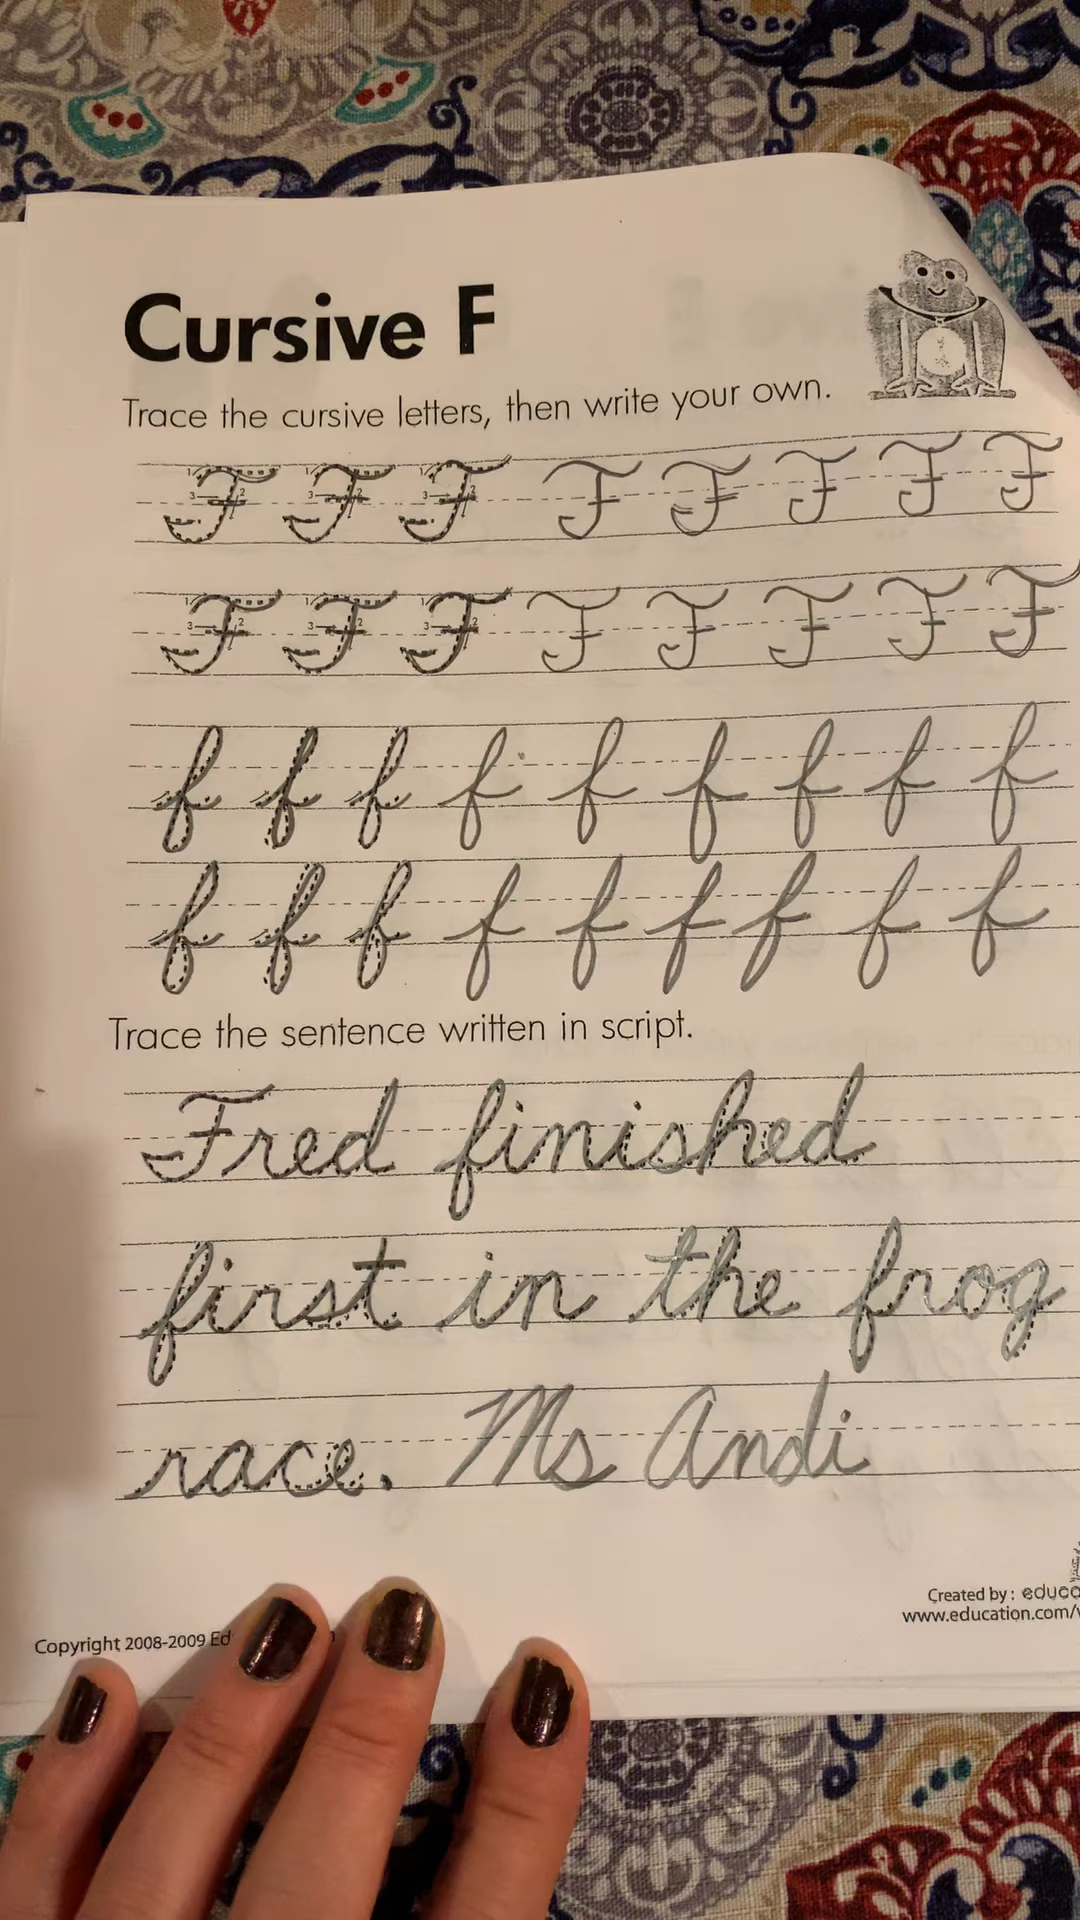 Cursive F
Trace the cursive letters, then write your own.
F F F F F F F F
F F F F F F F F
f f f f f f f f f
f f f f f f f f f
Trace the sentence written in script.
Fred finished
first in the frog
race. Ms Andi
Created by: educa
www.education.com/
Copyright 2008-2009 Ed